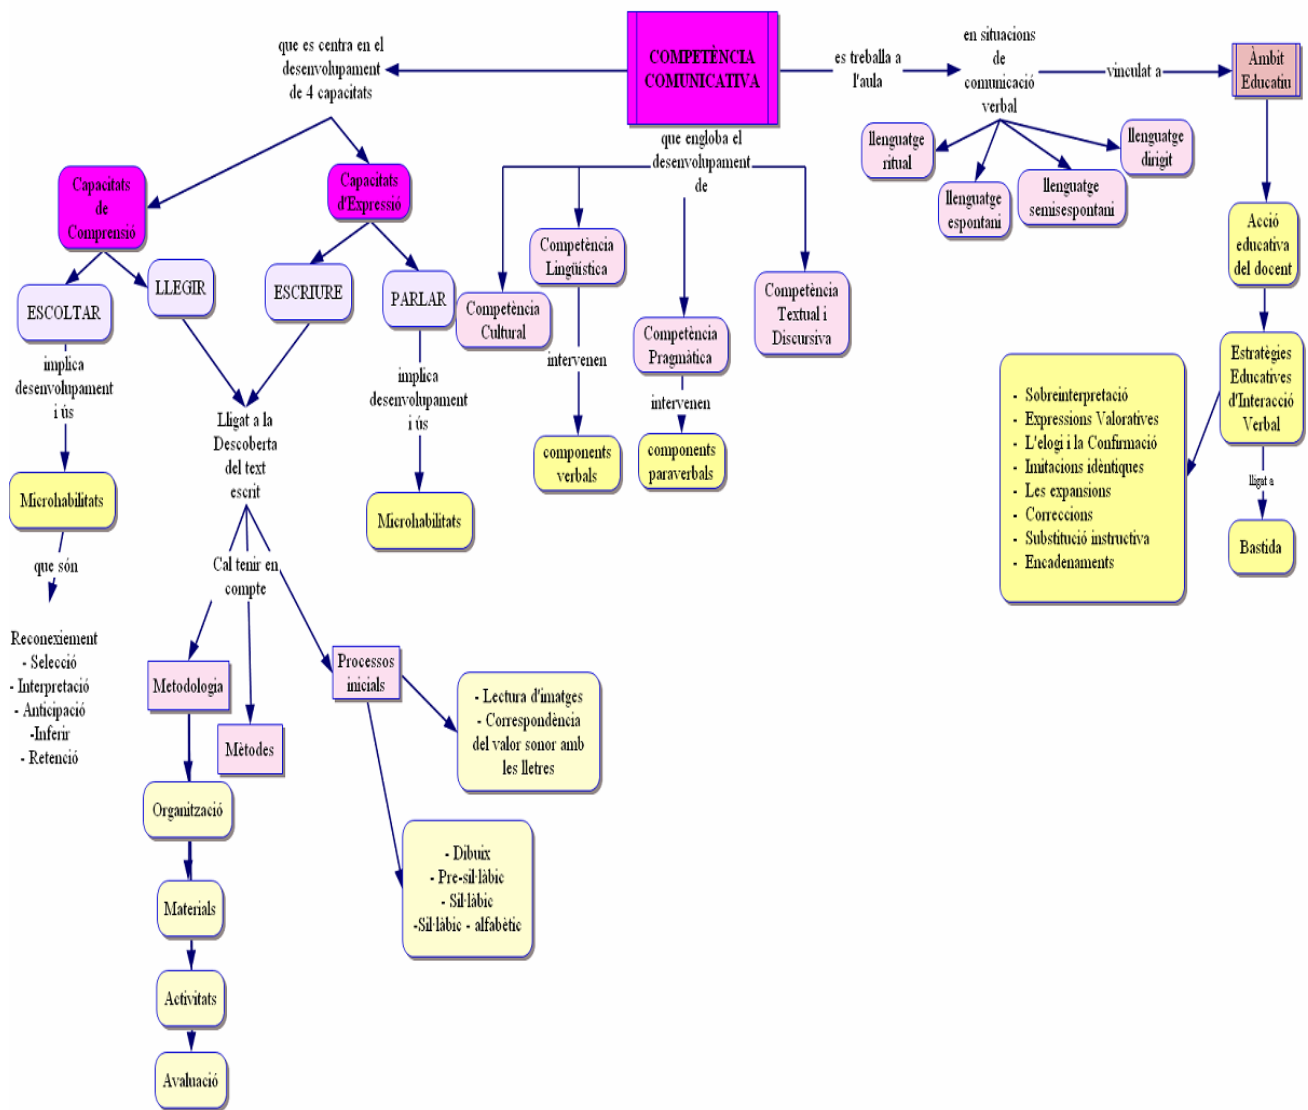 que es centra en el
desenvolupament
de 4 capacitats
COMPETÈNCIA
COMUNICATIVA
es treballa a
l'aula
en situacions
de
comunicació
verbal
vinculat a
Àmbit
Educatiu
que engloba el
desenvolupament
de
llenguatge
ritual
llenguatge
espontani
llenguatge
semisespontani
llenguatge
dirigit
Capacitats
de
Comprensió
Capacitats
d'Expressió
ESCOLTAR
LLEGIR
ESCRIURE
PARLAR
Competència
Cultural
Competència
Lingüística
Competència
Pragmàtica
Competència
Textual i
Discursiva
Acció
educativa
del docent
implica
desenvolupament
i ús
Lligat a la
Descoberta
del text
escrit
implica
desenvolupament
i ús
intervenen
intervenen
components
verbals
components
paraverbals
Estratègies
Educatives
d'Interacció
Verbal
- Sobreinterpretació
- Expressions Valoratives
- L'elogi i la Confirmació
- Imitacions idèntiques
- Les expansions
- Correccions
- Substitució instructiva
- Encadenaments
lligat a
Bastida
Microhabilitats
Microhabilitats
que són
Reconexiement
- Selecció
- Interpretació
- Anticipació
-Inferir
- Retenció
Cal tenir en
compte
Metodologia
Mètodes
Processos
inicials
- Lectura d'imatges
- Correspondència
del valor sonor amb
les lletres
- Dibuix
- Pre-sil·làbic
- Sil·làbic
-Sil·làbic - alfabètic
Organització
Materials
Activitats
Avaluació